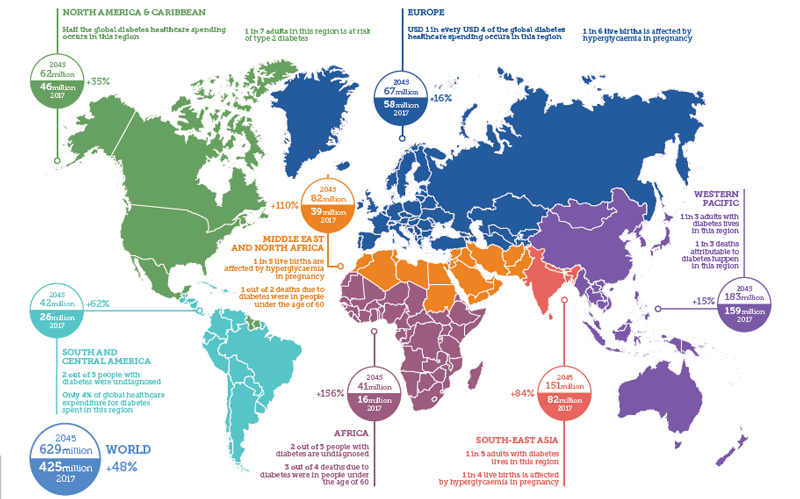 NORTH AMERICA & CARIBBEAN
Half the global diabetes healthcare spending
occurs in this region
1 in 7 adults in this region is at risk
of type 2 diabetes
2045
62million
46million
2017
+35%
EUROPE
USD 1 in every USD 4 of the global diabetes
healthcare spending occurs in this region
1 in 6 live births is affected by
hyperglycaemia in pregnancy
2045
67million
58million
2017
+16%
+110%
2045
82million
39million
2017
MIDDLE EAST
AND NORTH AFRICA
1 in 5 live births are
affected by hyperglycaemia
in pregnancy
1 out of 2 deaths due to
diabetes were in people
under the age of 60
WESTERN
PACIFIC
1 in 3 adults with
diabetes lives
in this region
1 in 3 deaths
attributable to
diabetes happen
in this region
+15%
2045
183million
159million
2017
2045
42million
26million
2017
+62%
SOUTH AND
CENTRAL AMERICA
2 out of 5 people with
diabetes were undiagnosed
Only 4% of global healthcare
expenditure for diabetes
spent in this region
+156%
2045
41million
16million
2017
AFRICA
2 out of 3 people with
diabetes are undiagnosed
3 out of 4 deaths due to
diabetes were in people under
the age of 60
+84%
2045
151million
82million
2017
SOUTH-EAST ASIA
1 in 5 adults with diabetes
lives in this region
1 in 4 live births is affected
by hyperglycaemia in pregnancy
2045
629million
425million
2017
WORLD
+48%